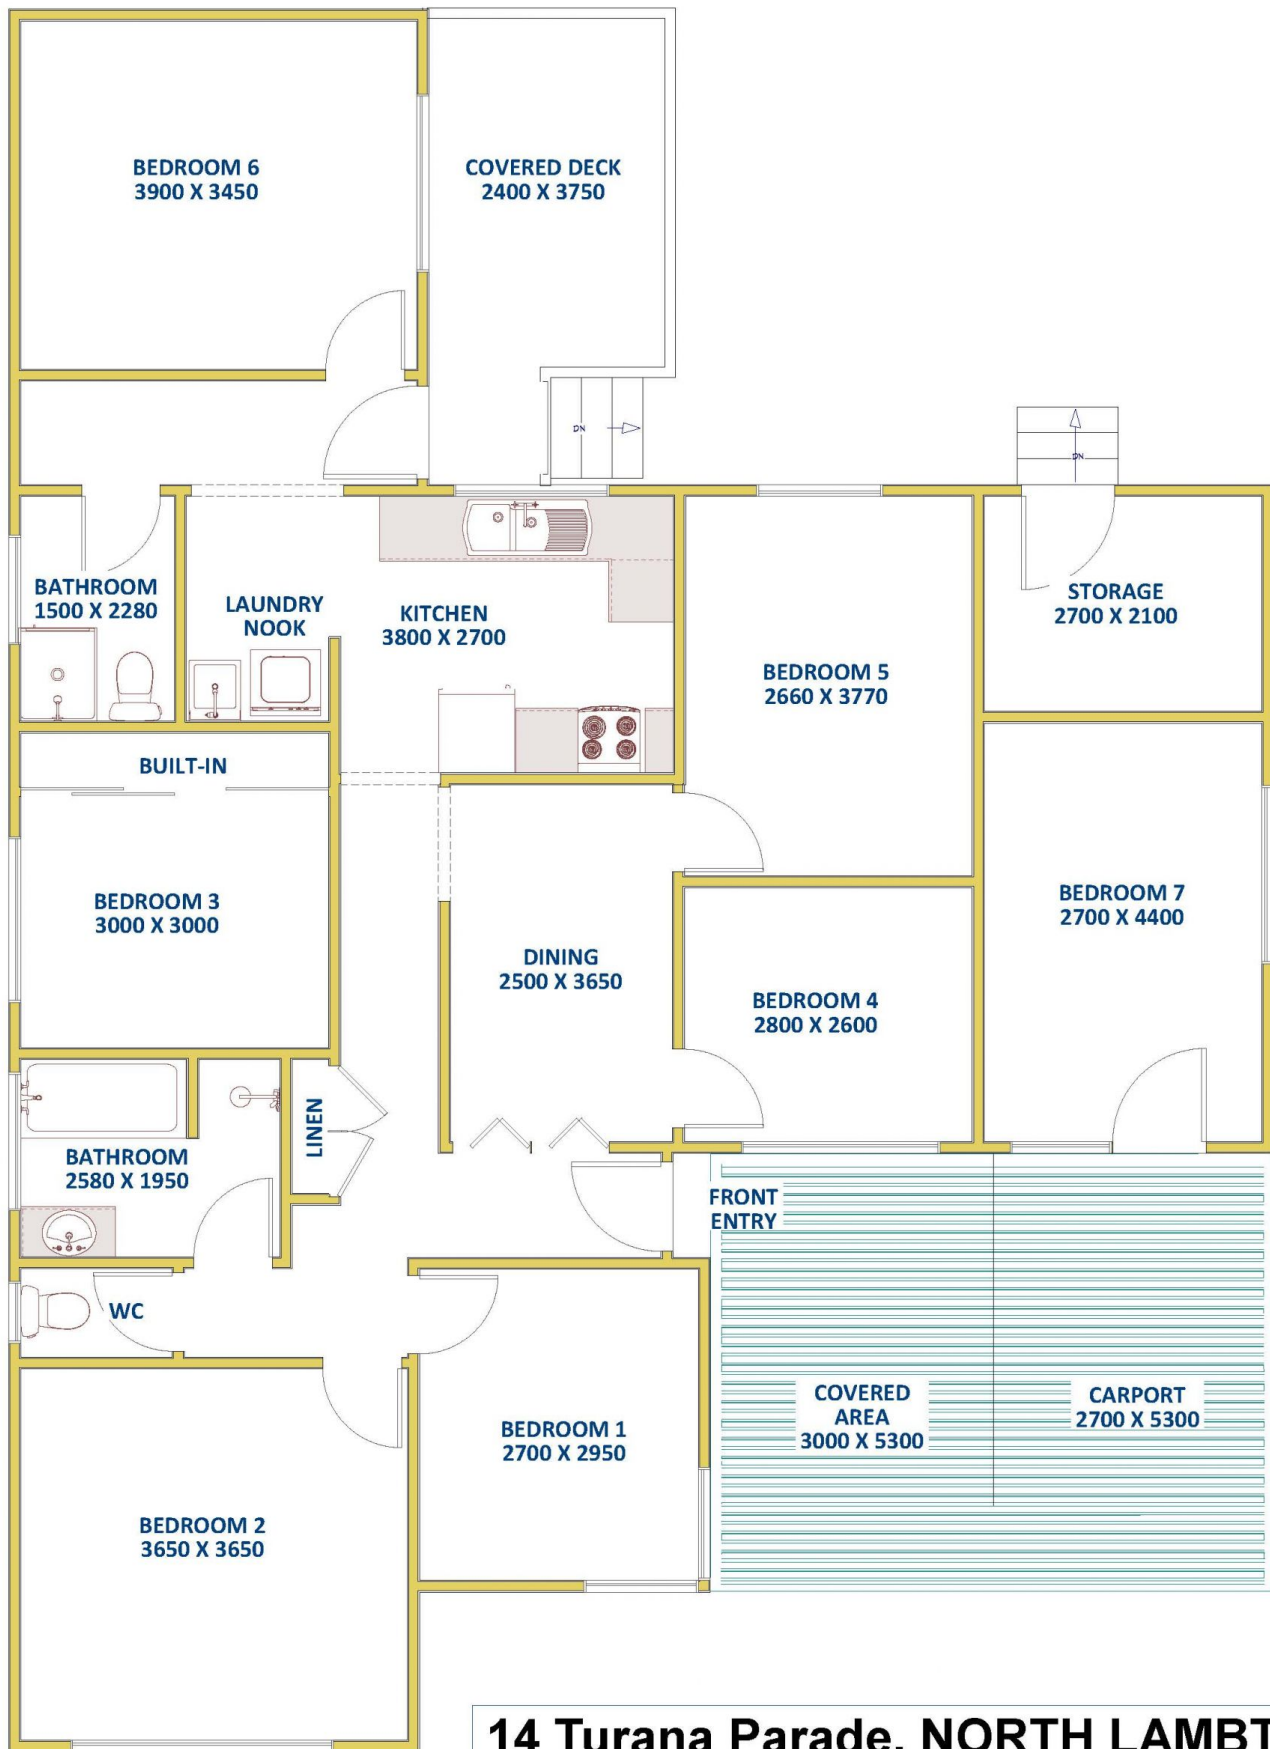 BEDROOM 6
3900 X 3450
COVERED DECK
2400 X 3750
DN
DN
BATHROOM
1500 X 2280
LAUNDRY
NOOK
KITCHEN
3800 X 2700
STORAGE
2700 X 2100
BEDROOM 5
2660 X 3770
BUILT-IN
BEDROOM 3
3000 X 3000
BEDROOM 7
2700 X 4400
DINING
2500 X 3650
BEDROOM 4
2800 X 2600
LINEN
BATHROOM
2580 X 1950
FRONT
ENTRY
WC
COVERED
AREA
3000 X 5300
CARPORT
2700 X 5300
BEDROOM 1
2700 X 2950
BEDROOM 2
3650 X 3650
14 Turana Parade, NORTH LAMBT